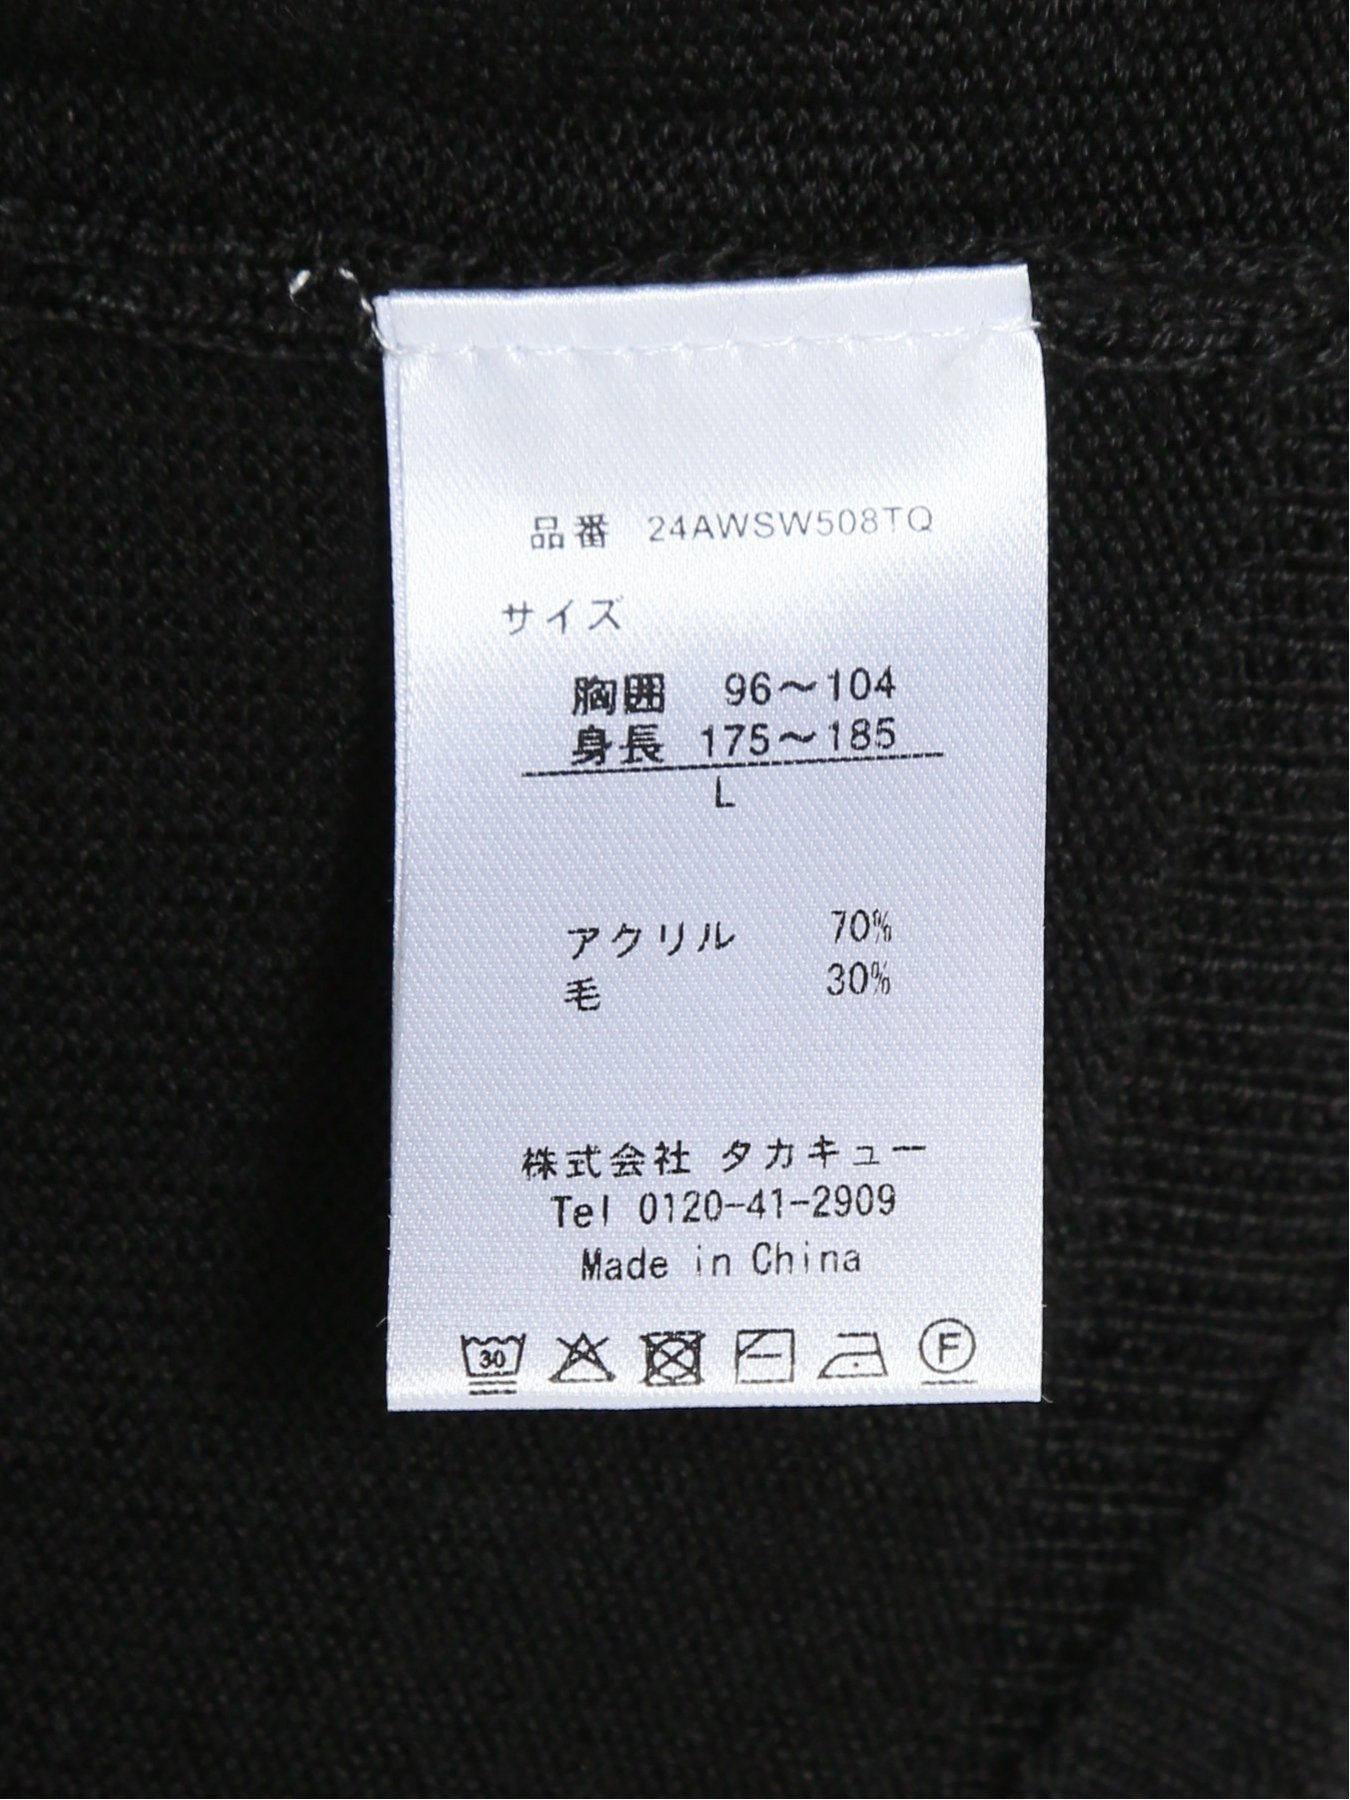 品番 24AWSW508TQ
サイズ
胸囲 96〜104
身長 175〜185
L
アクリル 70%
毛 30%
株式会社 タカキュー
Tel 0120-41-2909
Made in China
30 F